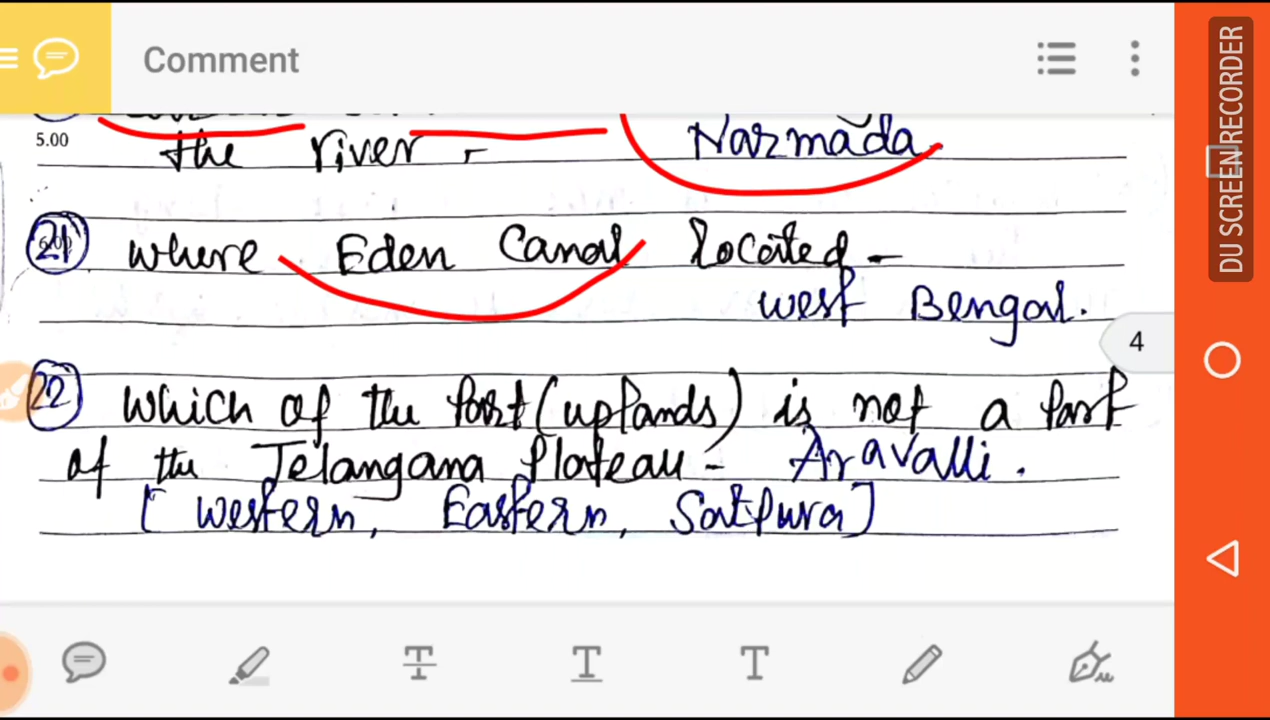 Comment
5.00
the river - Narmada
21 where Eden Canal located -
west Bengal.
4
22 which of the Part (uplands) is not a Part
of the Telangana Plateau - Aravalli.
[Western, Eastern, Satpura]
T T T
DU SCREEN RECORDER